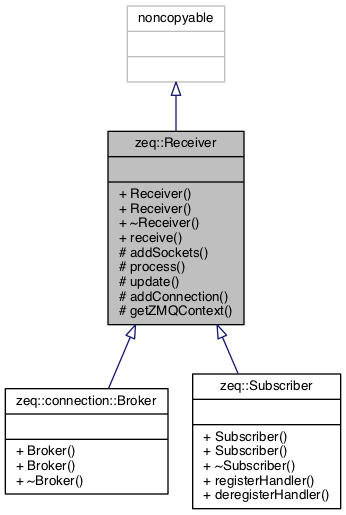 noncopyable
zeq::Receiver
+ Receiver()
+ Receiver()
+ ~Receiver()
+ receive()
# addSockets()
# process()
# update()
# addConnection()
# getZMQContext()
zeq::connection::Broker
+ Broker()
+ Broker()
+ ~Broker()
zeq::Subscriber
+ Subscriber()
+ Subscriber()
+ ~Subscriber()
+ registerHandler()
+ deregisterHandler()